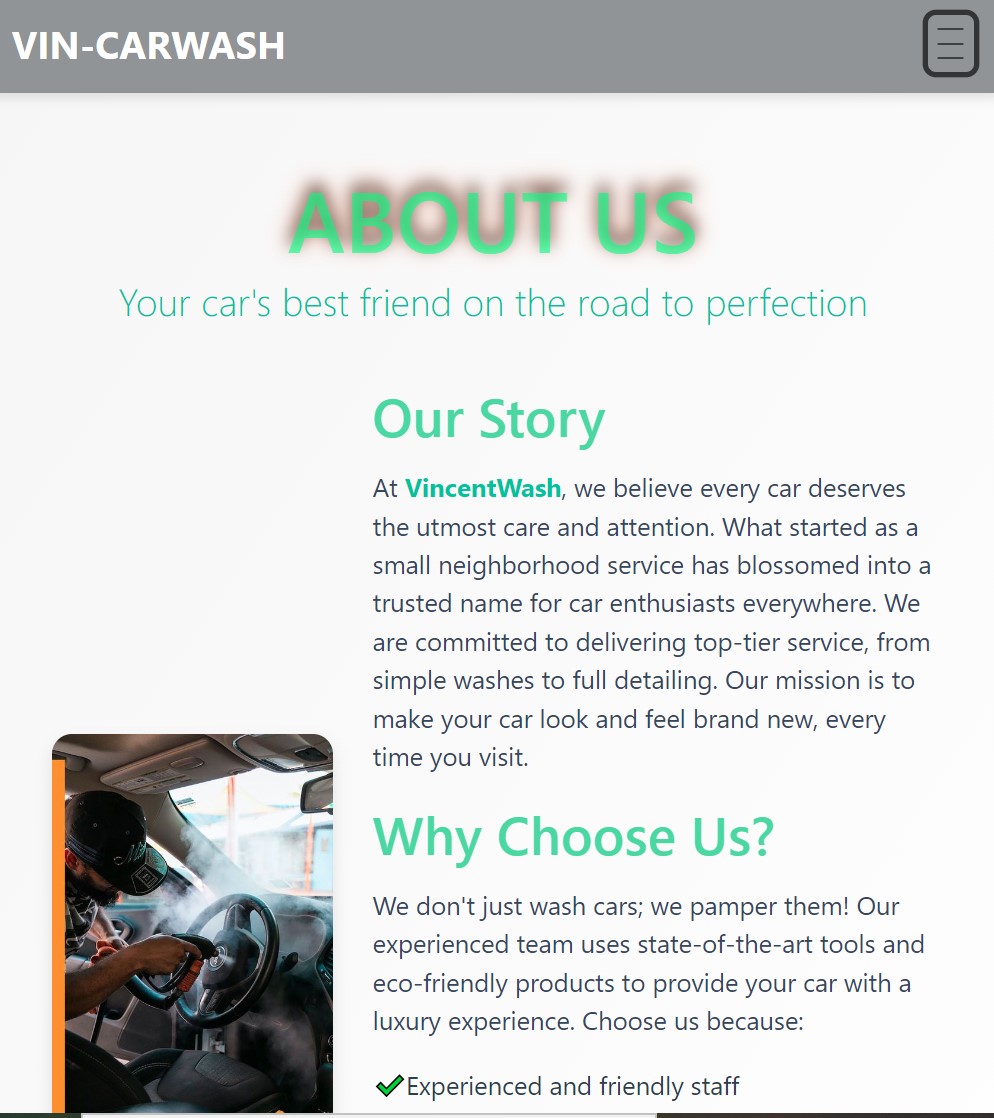 VIN-CARWASH
ABOUT US
Your car's best friend on the road to perfection
Our Story
At VincentWash, we believe every car deserves
the utmost care and attention. What started as a
small neighborhood service has blossomed into a
trusted name for car enthusiasts everywhere. We
are committed to delivering top-tier service, from
simple washes to full detailing. Our mission is to
make your car look and feel brand new, every
time you visit.
Why Choose Us?
We don't just wash cars; we pamper them! Our
experienced team uses state-of-the-art tools and
eco-friendly products to provide your car with a
luxury experience. Choose us because:
Experienced and friendly staff